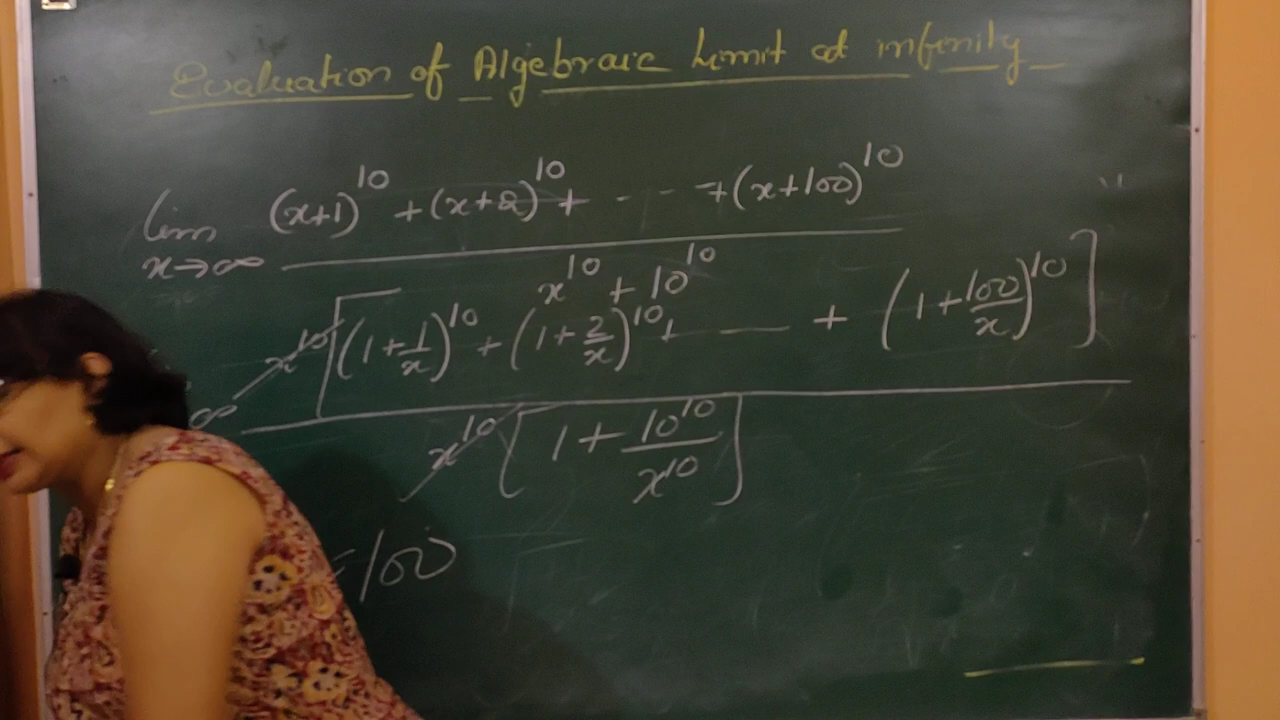 Evaluation of Algebraic Limit at infinity
lim (x+1)^10 + (x+2)^10 + - - + (x+100)^10
x→∞
x^10 + 10^10
x^10 [(1+1/x)^10 + (1+2/x)^10 + — + (1+100/x)^10]
∞
x^10 [1 + 10^10/x^10]
=100